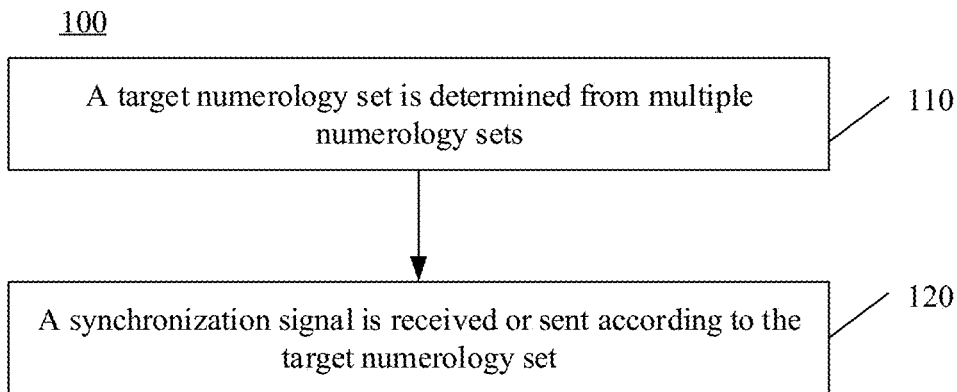 100
A target numerology set is determined from multiple
numerology sets
110
A synchronization signal is received or sent according to the
target numerology set
120